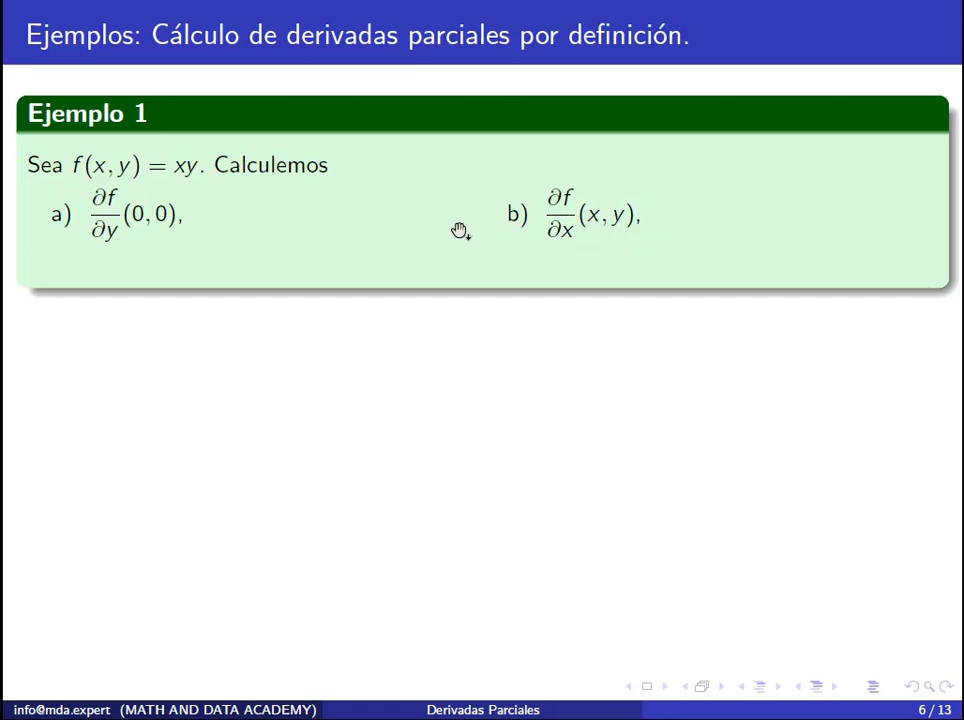 Ejemplos: Cálculo de derivadas parciales por definición.
Ejemplo 1
Sea f(x, y) = xy. Calculemos
a) ∂f/∂y (0, 0),
b) ∂f/∂x (x, y),
info@mda.expert (MATH AND DATA ACADEMY) Derivadas Parciales 6 / 13